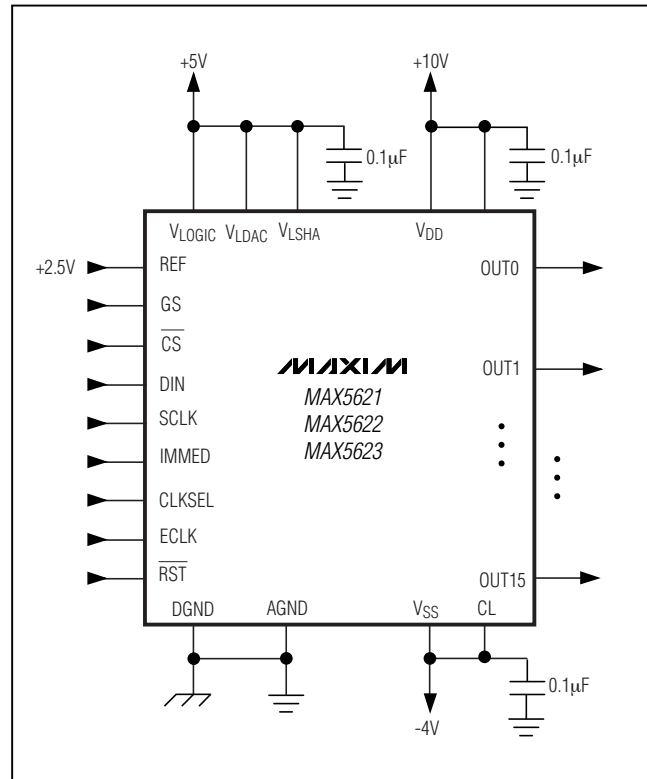 +5V
+10V
0.1µF
0.1µF
VLOGIC
VLDAC
VLSHA
VDD
+2.5V
REF
OUT0
GS
CS
MAXIM
DIN
OUT1
MAX5621
SCLK
MAX5622
IMMED
MAX5623
CLKSEL
ECLK
RST
OUT15
DGND
AGND
VSS
CL
0.1µF
-4V